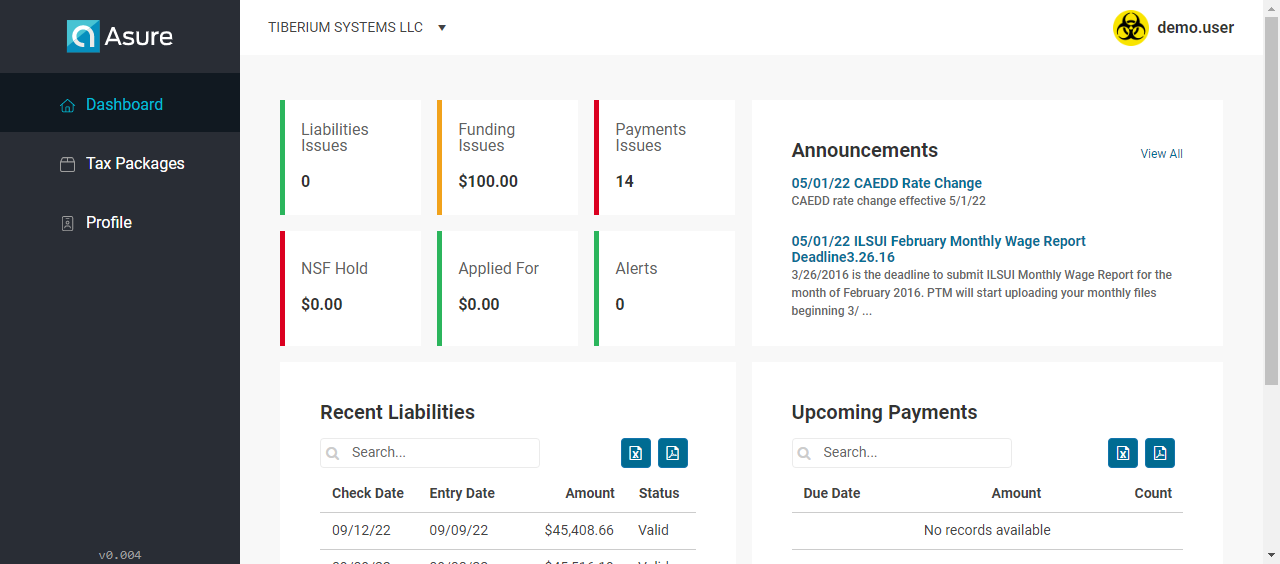 Asure
TIBERIUM SYSTEMS LLC
demo.user
Dashboard
Tax Packages
Profile
v0.004
Liabilities
Issues
0
Funding
Issues
$100.00
Payments
Issues
14
NSF Hold
$0.00
Applied For
$0.00
Alerts
0
Announcements
View All
05/01/22 CAEDD Rate Change
CAEDD rate change effective 5/1/22
05/01/22 ILSUI February Monthly Wage Report
Deadline3.26.16
3/26/2016 is the deadline to submit ILSUI Monthly Wage Report for the
month of February 2016. PTM will start uploading your monthly files
beginning 3/ ...
Recent Liabilities
Search...
Check Date Entry Date Amount Status
09/12/22 09/09/22 $45,408.66 Valid
Upcoming Payments
Search...
Due Date Amount Count
No records available